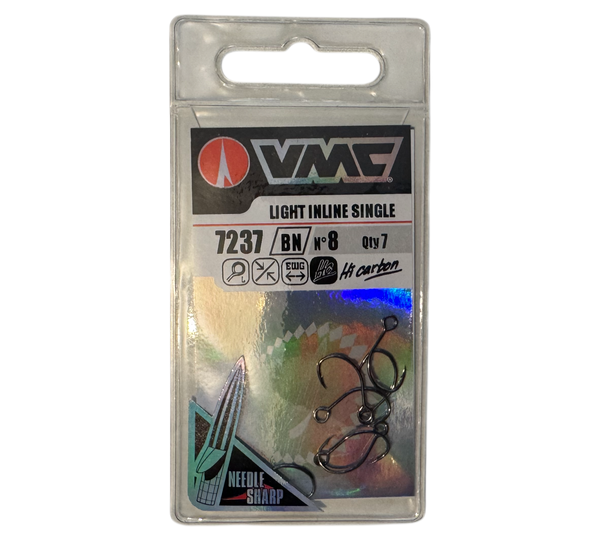 VMC®
LIGHT INLINE SINGLE
7237 BN N°8 Qty 7
EWG Hi carbon
NEEDLE
SHARP